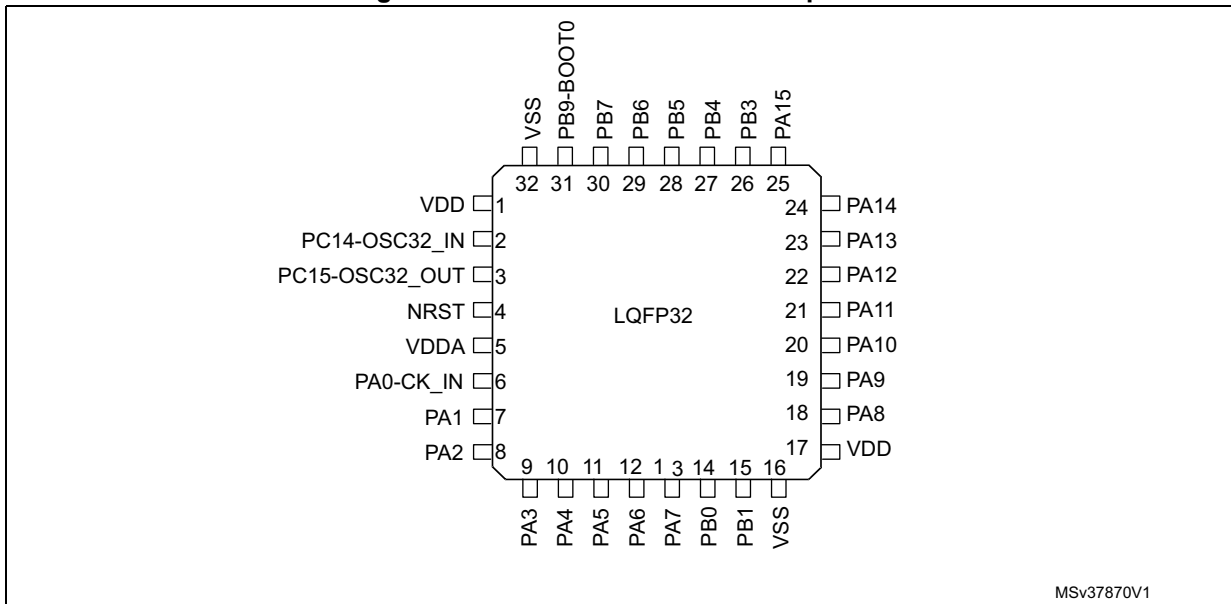 VSS
PB9-BOOT0
PB7
PB6
PB5
PB4
PB3
PA15
32 31 30 29 28 27 26 25
VDD 1
PC14-OSC32_IN 2
PC15-OSC32_OUT 3
NRST 4
VDDA 5
PA0-CK_IN 6
PA1 7
PA2 8
LQFP32
24 PA14
23 PA13
22 PA12
21 PA11
20 PA10
19 PA9
18 PA8
17 VDD
9 10 11 12 1 3 14 15 16
PA3
PA4
PA5
PA6
PA7
PB0
PB1
VSS
MSv37870V1